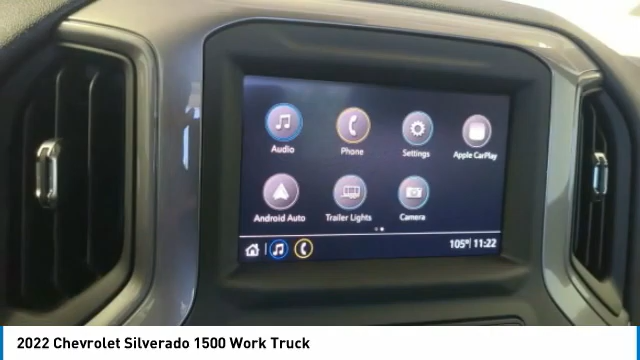 Audio Phone Settings Apple CarPlay
Android Auto Trailer Lights Camera
105° 11:22
2022 Chevrolet Silverado 1500 Work Truck